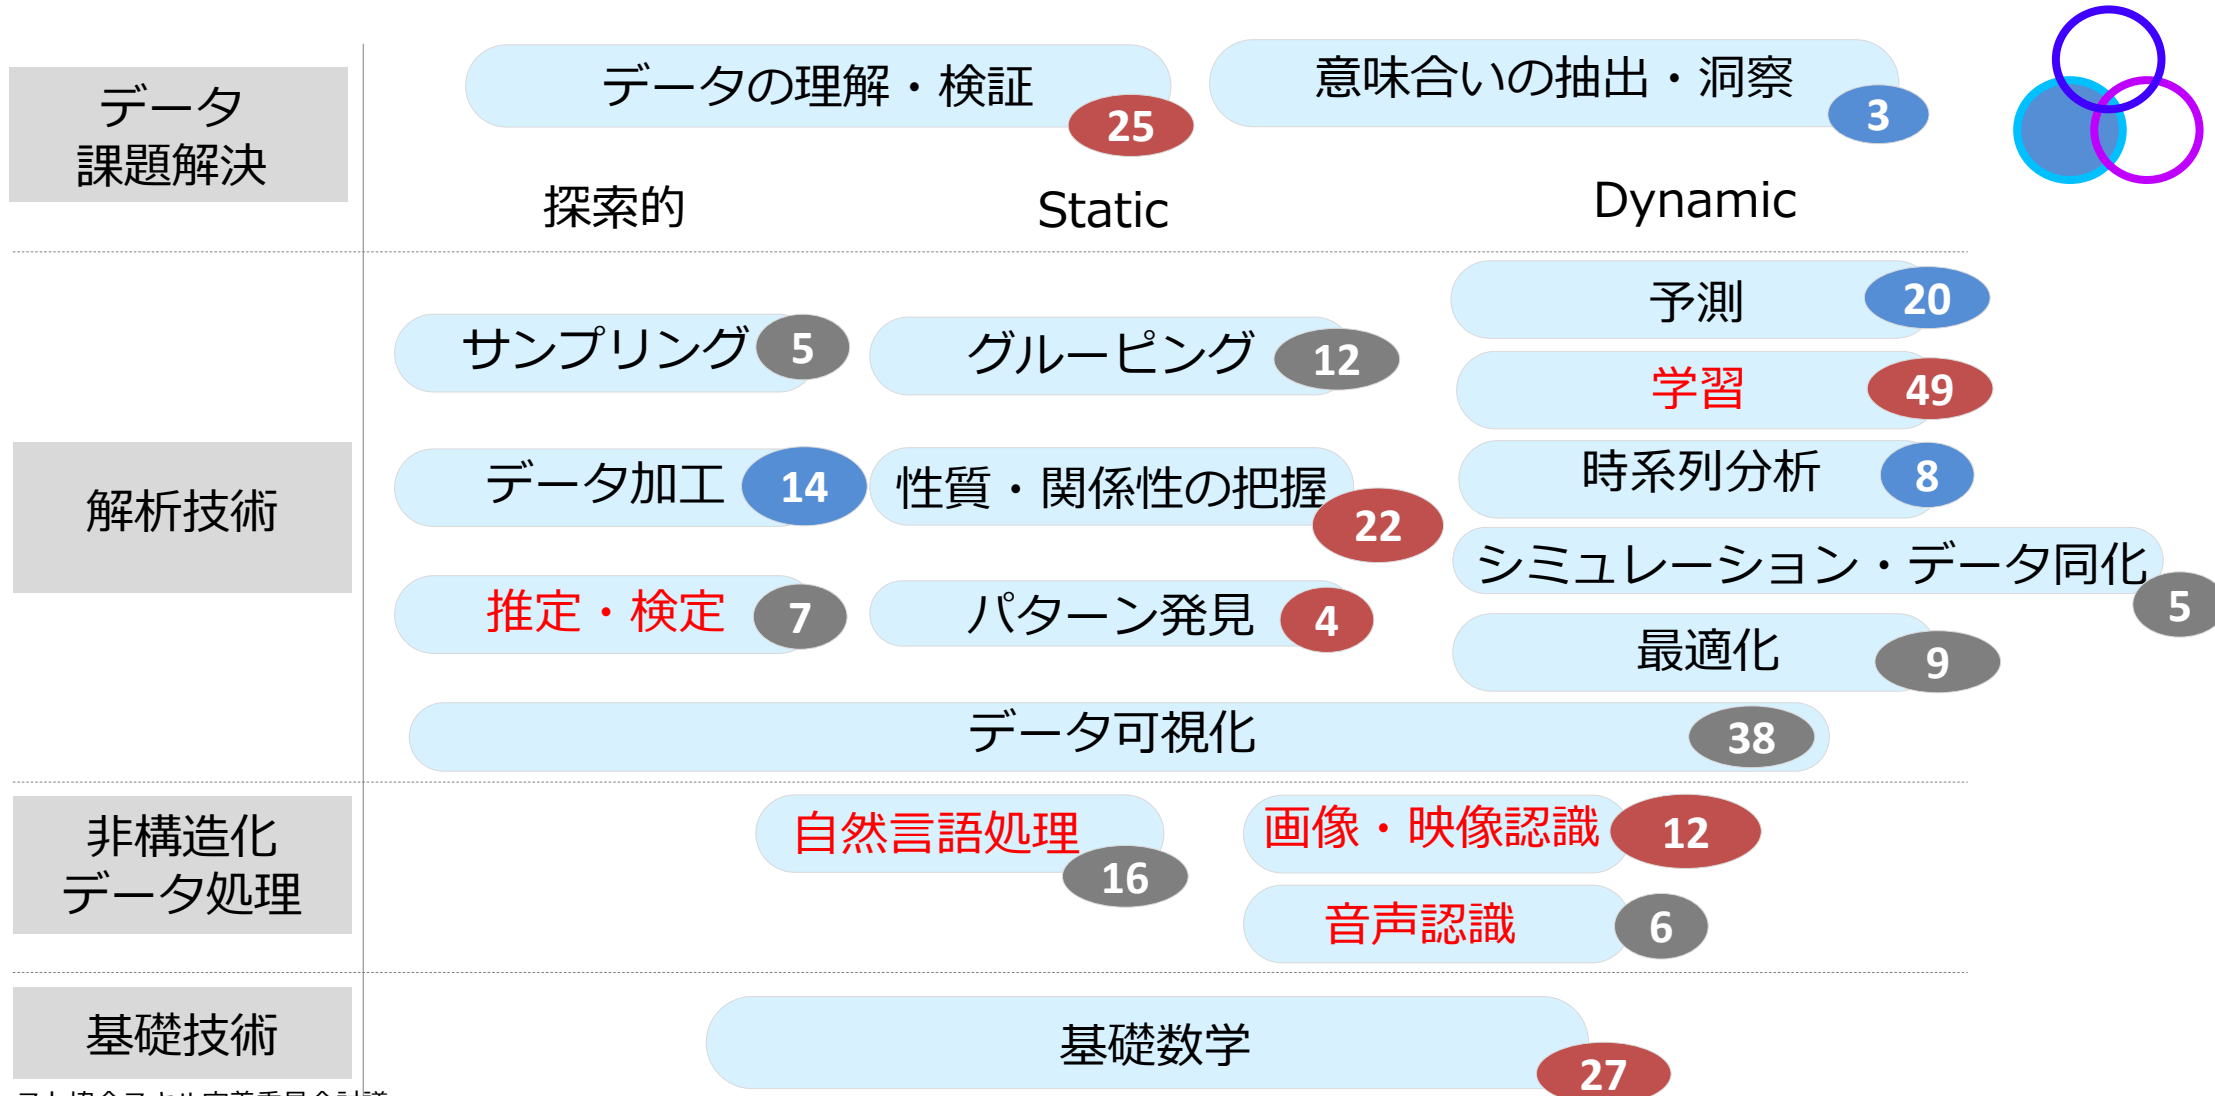 データ
課題解決
データの理解・検証
25
意味合いの抽出・洞察
3
探索的
Static
Dynamic
解析技術
サンプリング
5
グルーピング
12
予測
20
学習
49
データ加工
14
性質・関係性の把握
22
時系列分析
8
シミュレーション・データ同化
5
推定・検定
7
パターン発見
4
最適化
9
データ可視化
38
非構造化
データ処理
自然言語処理
16
画像・映像認識
12
音声認識
6
基礎技術
基礎数学
27